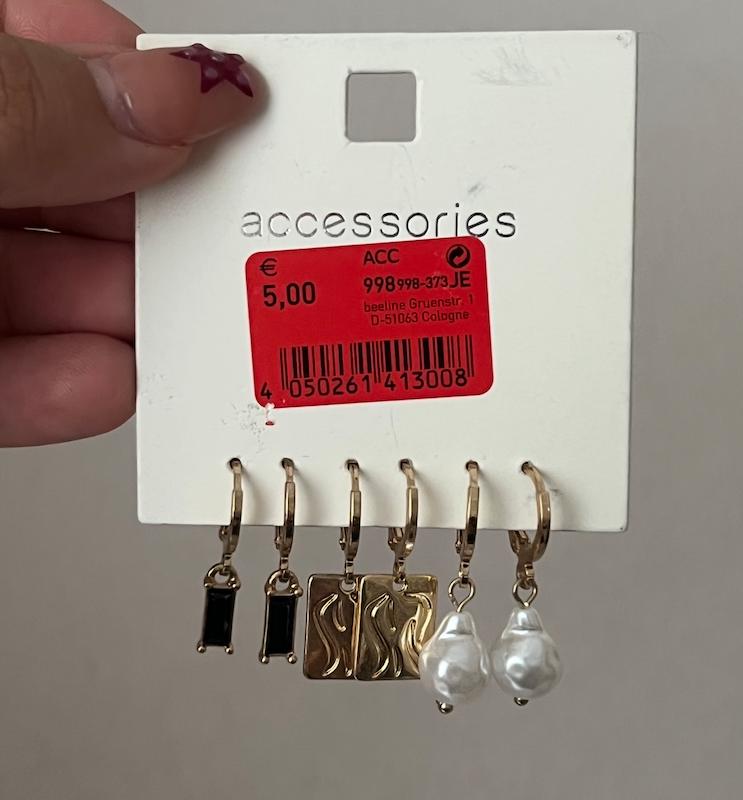 accessories
€ ACC
5,00 998998-373JE
beeline Gruenstr. 1
D-51063 Cologne
4 050261 413008